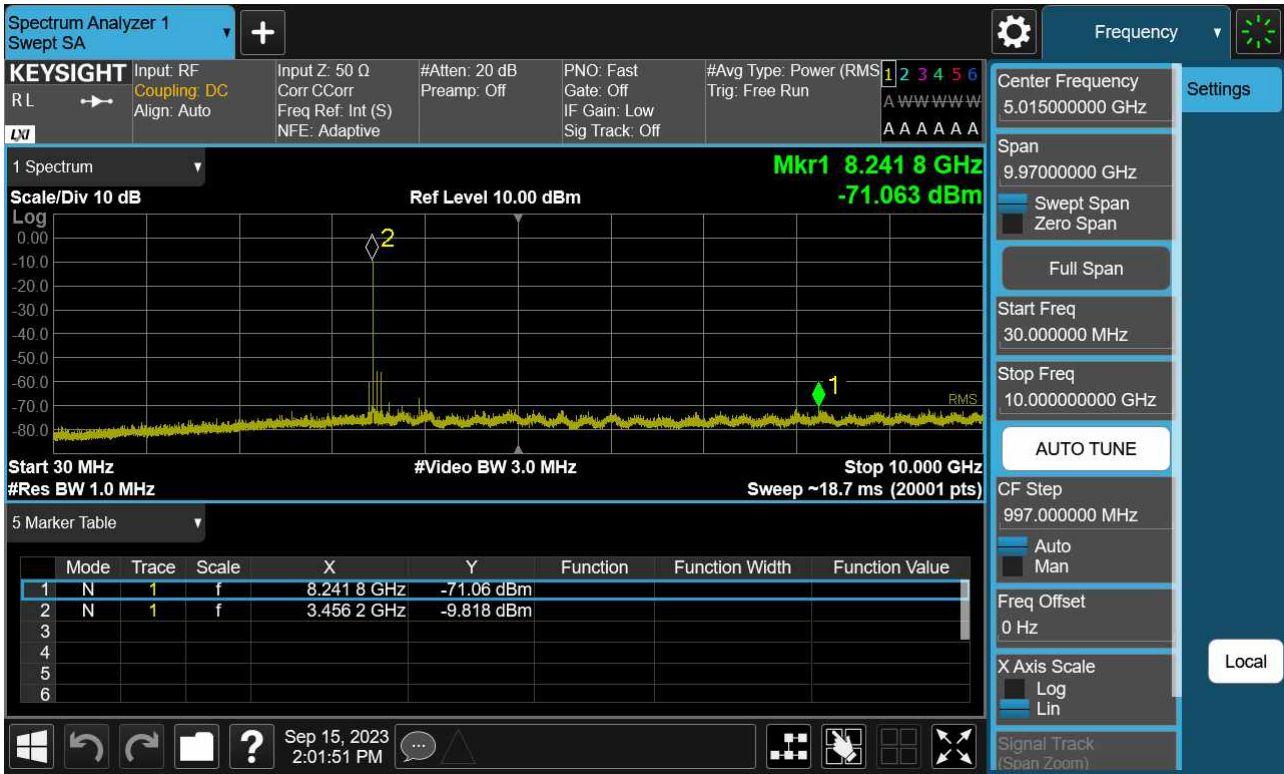 Spectrum Analyzer 1
Swept SA
Frequency
KEYSIGHT
R L
LXI
Input: RF
Coupling: DC
Align: Auto
Input Z: 50 Ω
Corr CCorr
Freq Ref: Int (S)
NFE: Adaptive
#Atten: 20 dB
Preamp: Off
PNO: Fast
Gate: Off
IF Gain: Low
Sig Track: Off
#Avg Type: Power (RMS
Trig: Free Run
1 2 3 4 5 6
A W W W W W
A A A A A A
1 Spectrum
Mkr1 8.241 8 GHz
-71.063 dBm
Scale/Div 10 dB
Ref Level 10.00 dBm
Log
0.00
-10.0
-20.0
-30.0
-40.0
-50.0
-60.0
-70.0
-80.0
2
1
RMS
Start 30 MHz
#Video BW 3.0 MHz
Stop 10.000 GHz
#Res BW 1.0 MHz
Sweep ~18.7 ms (20001 pts)
5 Marker Table
Mode Trace Scale X Y Function Function Width Function Value
1 N 1 f 8.241 8 GHz -71.06 dBm
2 N 1 f 3.456 2 GHz -9.818 dBm
3
4
5
6
Sep 15, 2023
2:01:51 PM
Center Frequency
5.015000000 GHz
Span
9.97000000 GHz
Swept Span
Zero Span
Full Span
Start Freq
30.000000 MHz
Stop Freq
10.000000000 GHz
AUTO TUNE
CF Step
997.000000 MHz
Auto
Man
Freq Offset
0 Hz
X Axis Scale
Log
Lin
Signal Track
(Span Zoom)
Settings
Local